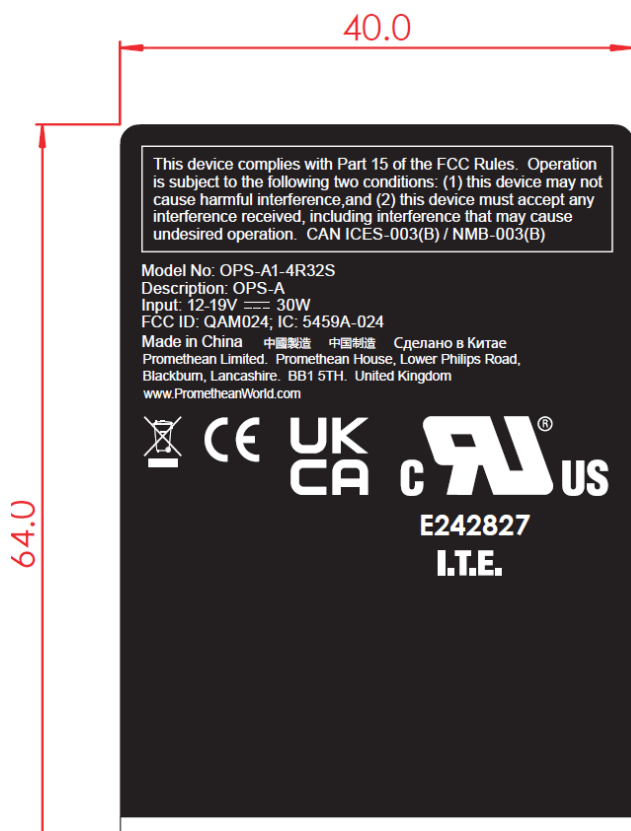 40.0
64.0
This device complies with Part 15 of the FCC Rules.  Operation
is subject to the following two conditions: (1) this device may not
cause harmful interference,and (2) this device must accept any
interference received, including interference that may cause
undesired operation.  CAN ICES-003(B) / NMB-003(B)
Model No: OPS-A1-4R32S
Description: OPS-A
Input: 12-19V ⎓ 30W
FCC ID: QAM024; IC: 5459A-024
Made in China 中國製造 中国制造 Сделано в Китае
Promethean Limited.  Promethean House, Lower Philips Road,
Blackburn, Lancashire.  BB1 5TH.  United Kingdom
www.PrometheanWorld.com
CE
UK
CA
C RU® US
E242827
I.T.E.